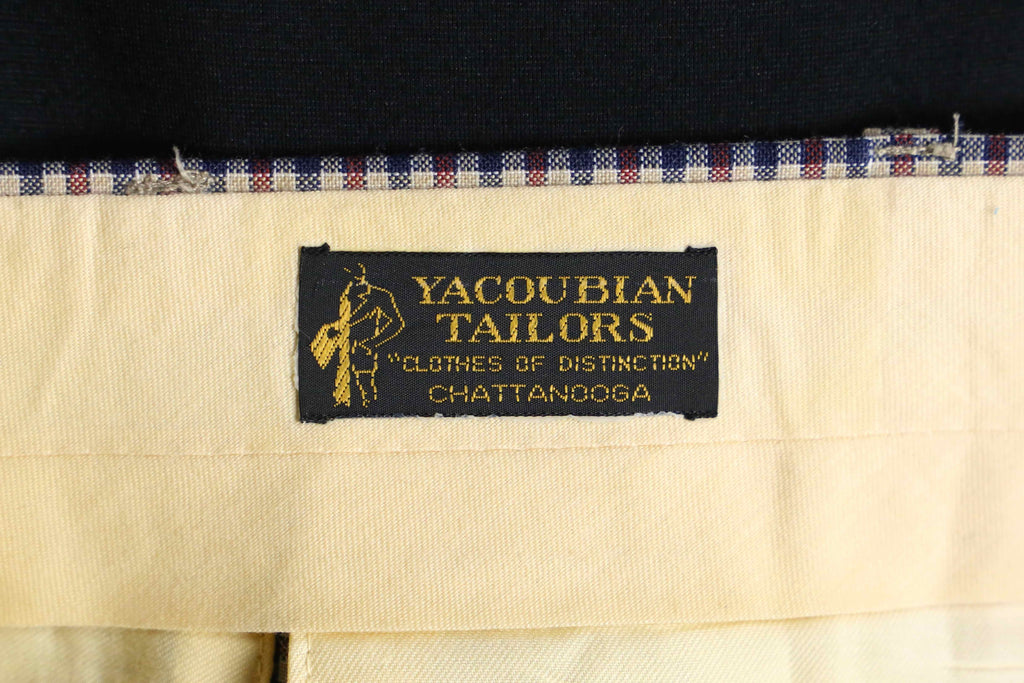 YACOUBIAN
TAILORS
"CLOTHES OF DISTINCTION"
CHATTANOOGA